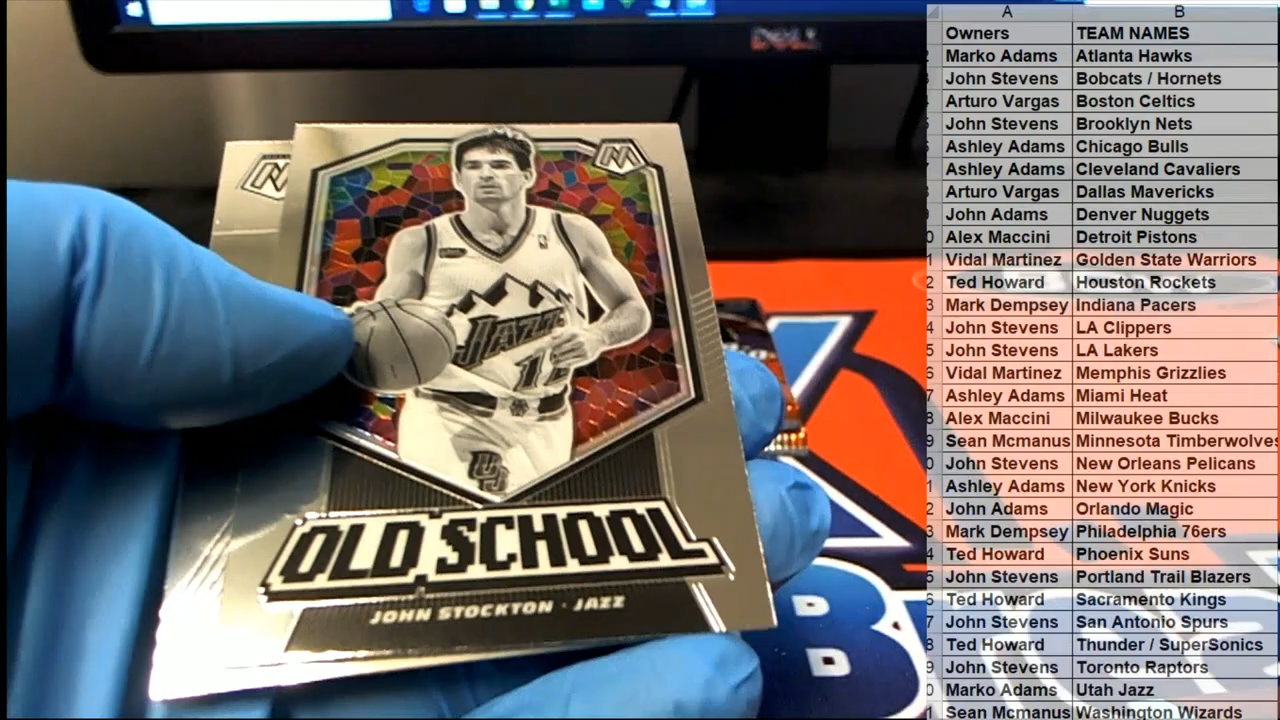 DELL
M
M
JAZZ
12
OLD SCHOOL
JOHN STOCKTON · JAZZ
A B
Owners TEAM NAMES
Marko Adams Atlanta Hawks
John Stevens Bobcats / Hornets
Arturo Vargas Boston Celtics
John Stevens Brooklyn Nets
Ashley Adams Chicago Bulls
Ashley Adams Cleveland Cavaliers
Arturo Vargas Dallas Mavericks
John Adams Denver Nuggets
Alex Maccini Detroit Pistons
Vidal Martinez Golden State Warriors
Ted Howard Houston Rockets
Mark Dempsey Indiana Pacers
John Stevens LA Clippers
John Stevens LA Lakers
Vidal Martinez Memphis Grizzlies
Ashley Adams Miami Heat
Alex Maccini Milwaukee Bucks
Sean Mcmanus Minnesota Timberwolves
John Stevens New Orleans Pelicans
Ashley Adams New York Knicks
John Adams Orlando Magic
Mark Dempsey Philadelphia 76ers
Ted Howard Phoenix Suns
John Stevens Portland Trail Blazers
Ted Howard Sacramento Kings
John Stevens San Antonio Spurs
Ted Howard Thunder / SuperSonics
John Stevens Toronto Raptors
Marko Adams Utah Jazz
Sean Mcmanus Washington Wizards